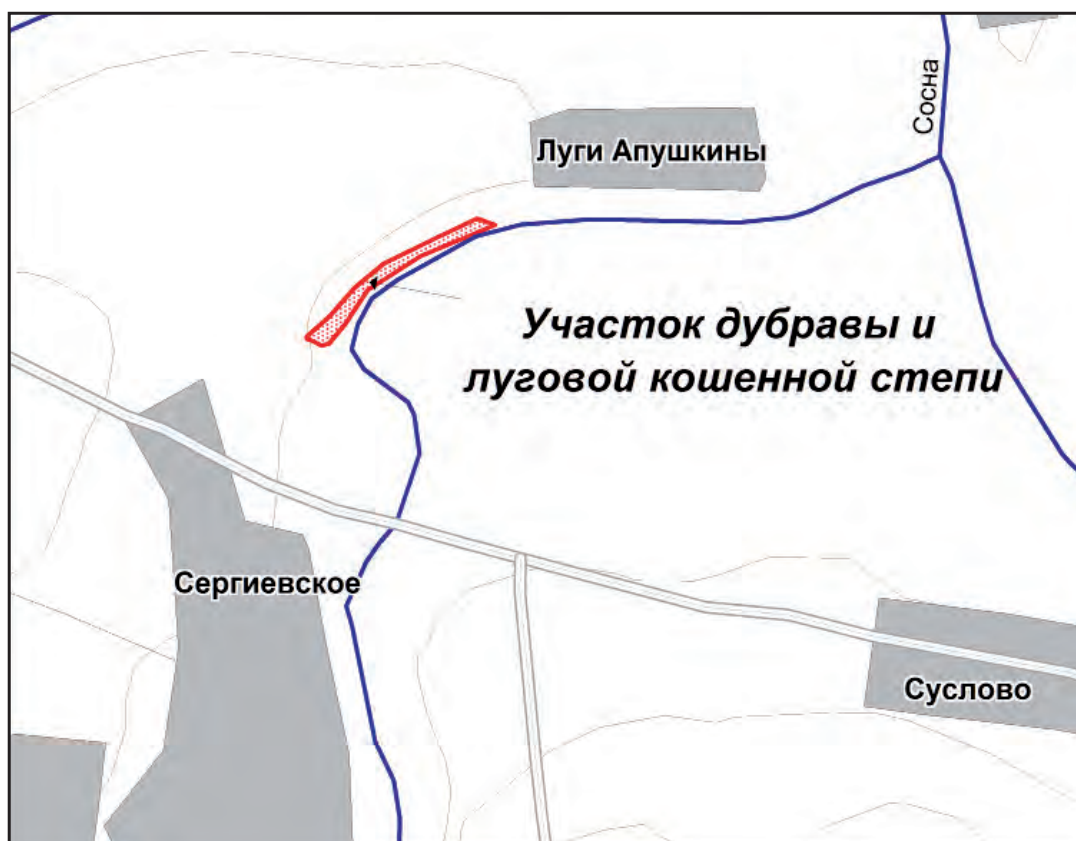 Сосна
Луги Апушкины
Участок дубравы и
луговой кошенной степи
Сергиевское
Суслово